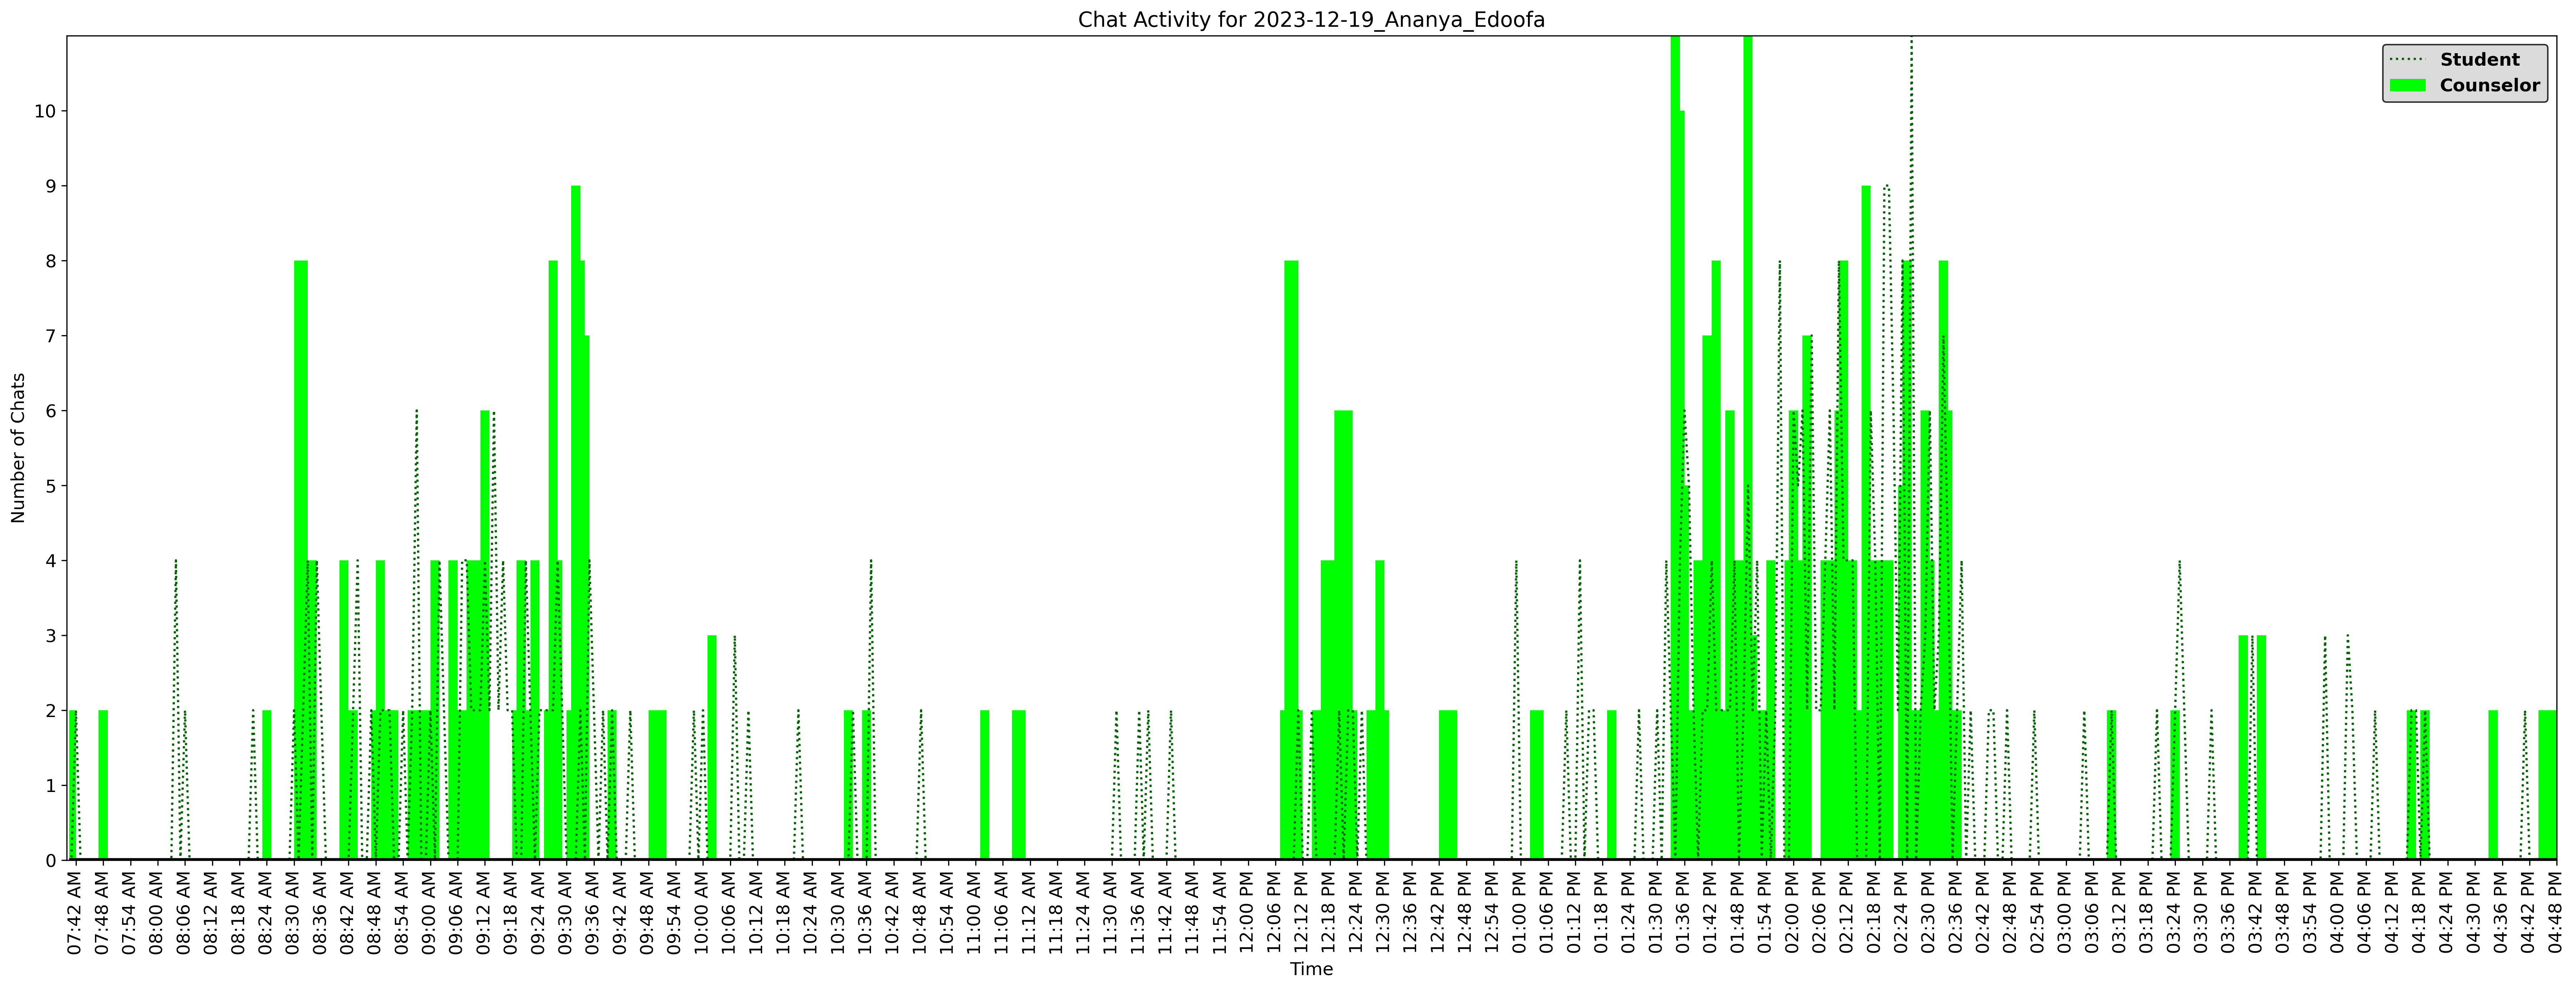 Chat Activity for 2023-12-19_Ananya_Edoofa
Student
Counselor
Number of Chats
10
9
8
7
6
5
4
3
2
1
0
07:42 AM
07:48 AM
07:54 AM
08:00 AM
08:06 AM
08:12 AM
08:18 AM
08:24 AM
08:30 AM
08:36 AM
08:42 AM
08:48 AM
08:54 AM
09:00 AM
09:06 AM
09:12 AM
09:18 AM
09:24 AM
09:30 AM
09:36 AM
09:42 AM
09:48 AM
09:54 AM
10:00 AM
10:06 AM
10:12 AM
10:18 AM
10:24 AM
10:30 AM
10:36 AM
10:42 AM
10:48 AM
10:54 AM
11:00 AM
11:06 AM
11:12 AM
11:18 AM
11:24 AM
11:30 AM
11:36 AM
11:42 AM
11:48 AM
11:54 AM
12:00 PM
12:06 PM
12:12 PM
12:18 PM
12:24 PM
12:30 PM
12:36 PM
12:42 PM
12:48 PM
12:54 PM
01:00 PM
01:06 PM
01:12 PM
01:18 PM
01:24 PM
01:30 PM
01:36 PM
01:42 PM
01:48 PM
01:54 PM
02:00 PM
02:06 PM
02:12 PM
02:18 PM
02:24 PM
02:30 PM
02:36 PM
02:42 PM
02:48 PM
02:54 PM
03:00 PM
03:06 PM
03:12 PM
03:18 PM
03:24 PM
03:30 PM
03:36 PM
03:42 PM
03:48 PM
03:54 PM
04:00 PM
04:06 PM
04:12 PM
04:18 PM
04:24 PM
04:30 PM
04:36 PM
04:42 PM
04:48 PM
Time